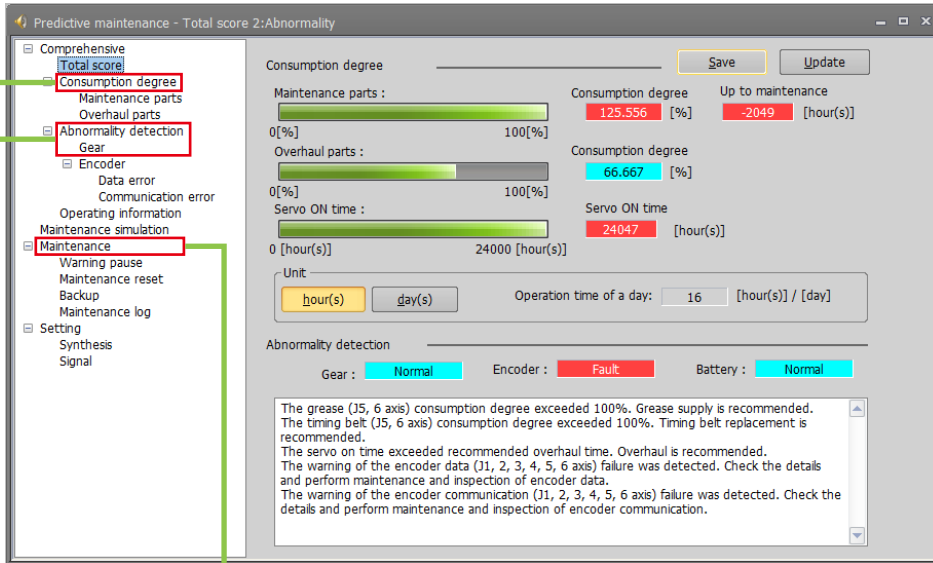 Predictive maintenance - Total score 2:Abnormality
Comprehensive
Total score
Consumption degree
Maintenance parts
Overhaul parts
Abnormality detection
Gear
Encoder
Data error
Communication error
Operating information
Maintenance simulation
Maintenance
Warning pause
Maintenance reset
Backup
Maintenance log
Setting
Synthesis
Signal
Consumption degree
Save
Update
Maintenance parts :
Consumption degree
Up to maintenance
125.556 [%]
-2049 [hour(s)]
0[%] 100[%]
Overhaul parts :
Consumption degree
66.667 [%]
0[%] 100[%]
Servo ON time :
Servo ON time
24047 [hour(s)]
0 [hour(s)] 24000 [hour(s)]
Unit
hour(s)
day(s)
Operation time of a day: 16 [hour(s)] / [day]
Abnormality detection
Gear : Normal Encoder : Fault Battery : Normal
The grease (J5, 6 axis) consumption degree exceeded 100%. Grease supply is recommended.
The timing belt (J5, 6 axis) consumption degree exceeded 100%. Timing belt replacement is
recommended.
The servo on time exceeded recommended overhaul time. Overhaul is recommended.
The warning of the encoder data (J1, 2, 3, 4, 5, 6 axis) failure was detected. Check the details
and perform maintenance and inspection of encoder data.
The warning of the encoder communication (J1, 2, 3, 4, 5, 6 axis) failure was detected. Check the
details and perform maintenance and inspection of encoder communication.